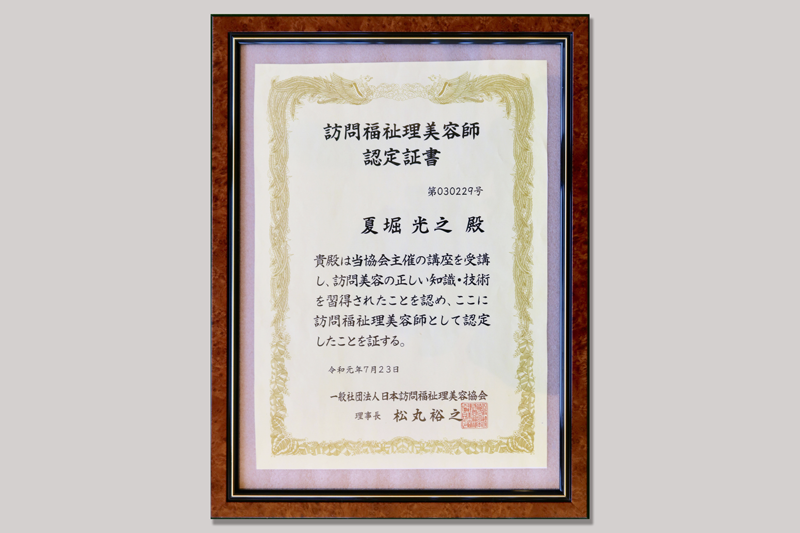 訪問福祉理美容師
認定証書
第030229号
夏堀 光之 殿
貴殿は当協会主催の講座を受講
し、訪問美容の正しい知識・技術
を習得されたことを認め、ここに
訪問福祉理美容師として認定
したことを証する。
令和元年7月23日
一般社団法人日本訪問福祉理美容協会
理事長 松丸裕之